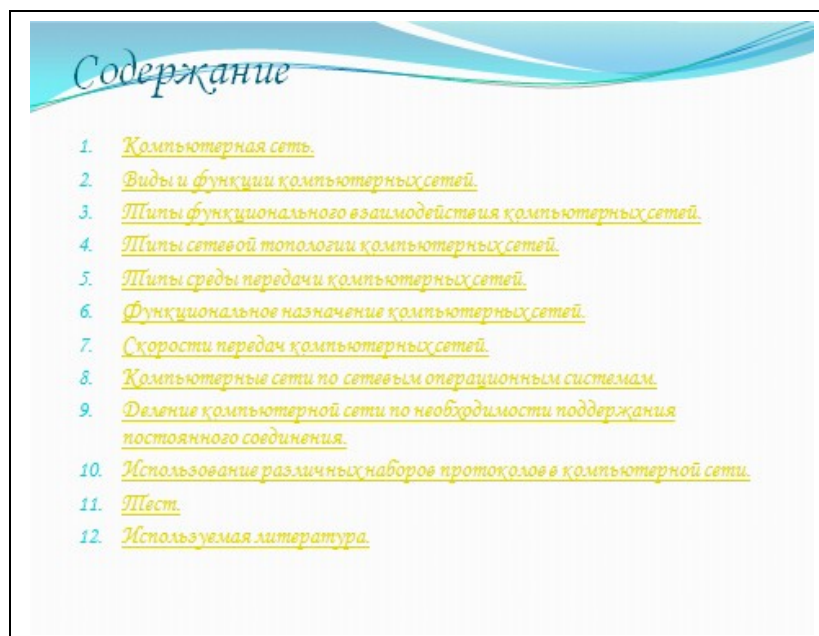 Содержание
1. Компьютерная сеть.
2. Виды и функции компьютерных сетей.
3. Типы функционального взаимодействия компьютерных сетей.
4. Типы сетевой топологии компьютерных сетей.
5. Типы среды передачи компьютерных сетей.
6. Функциональное назначение компьютерных сетей.
7. Скорости передач компьютерных сетей.
8. Компьютерные сети по сетевым операционным системам.
9. Деление компьютерной сети по необходимости поддержания
постоянного соединения.
10. Использование различных наборов протоколов в компьютерной сети.
11. Тест.
12. Используемая литература.